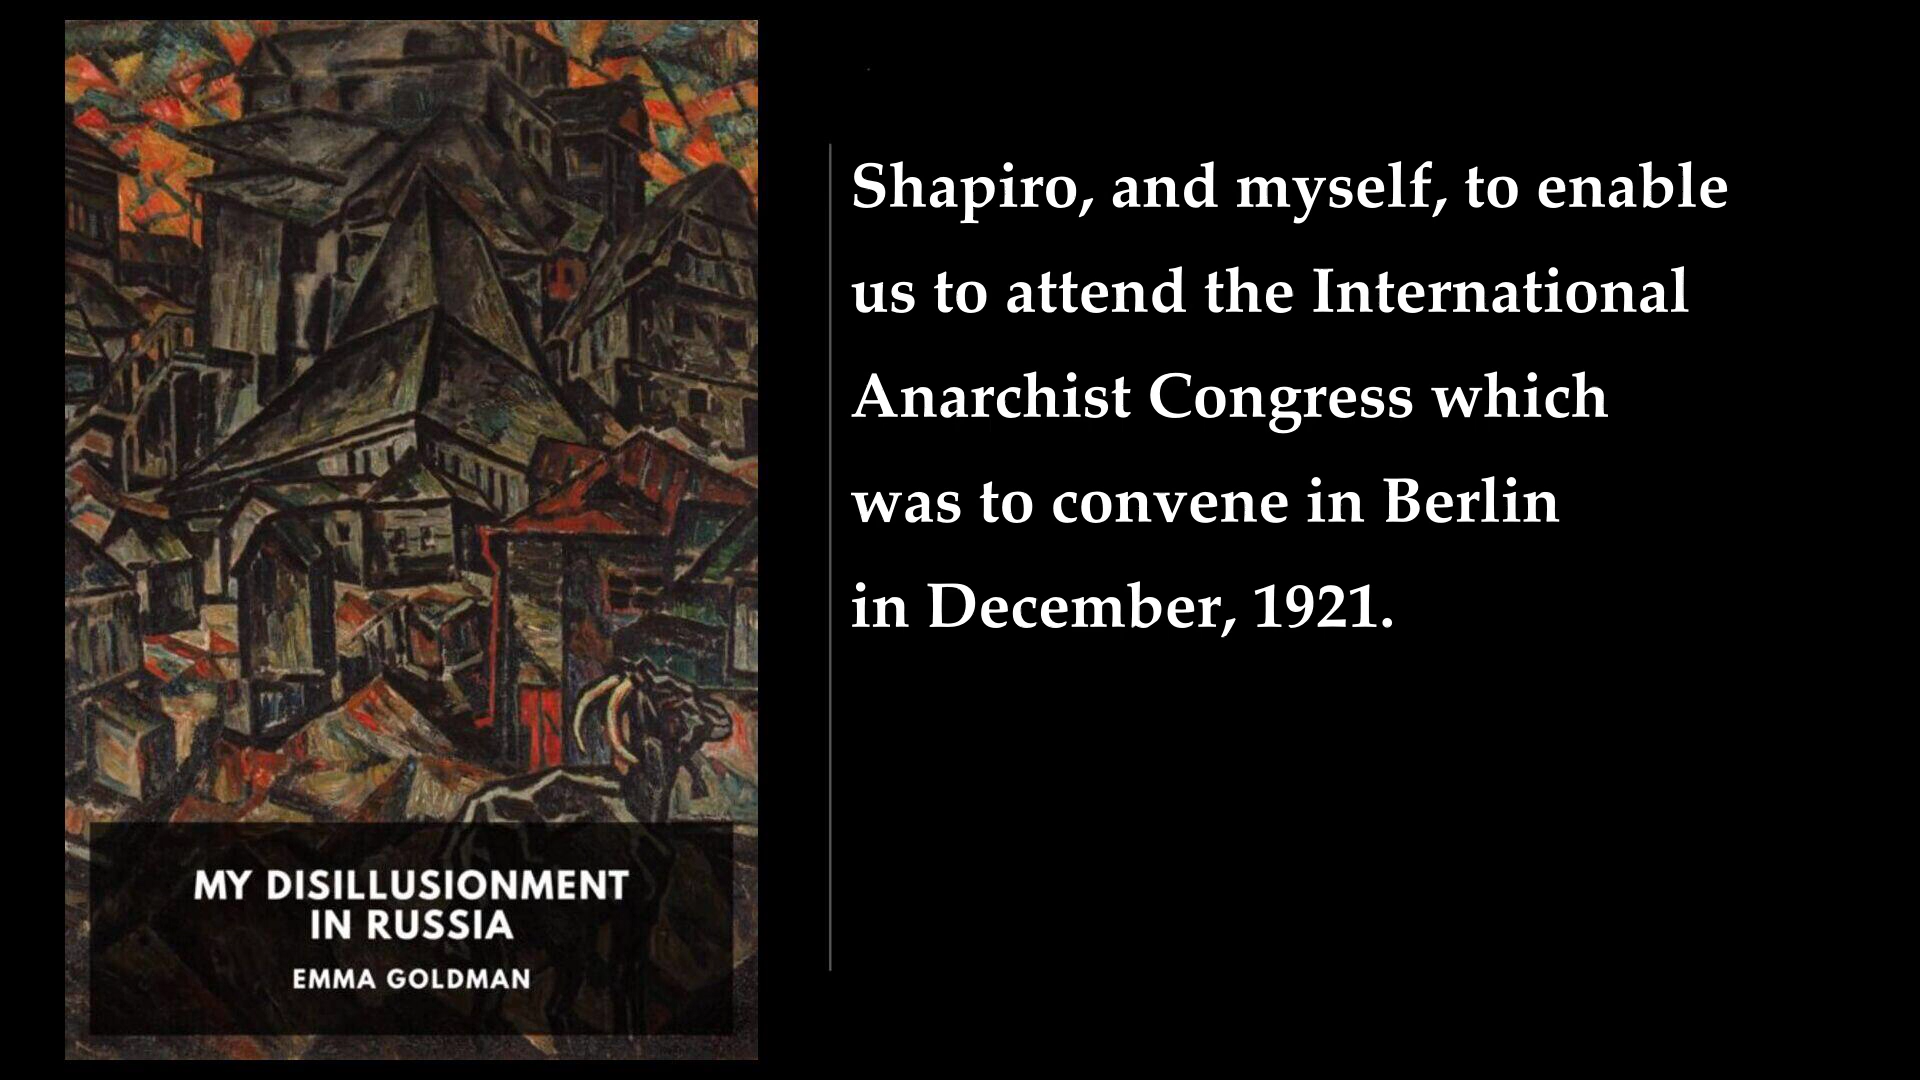 Shapiro, and myself, to enable
us to attend the International
Anarchist Congress which
was to convene in Berlin
in December, 1921.
MY DISILLUSIONMENT
IN RUSSIA
EMMA GOLDMAN